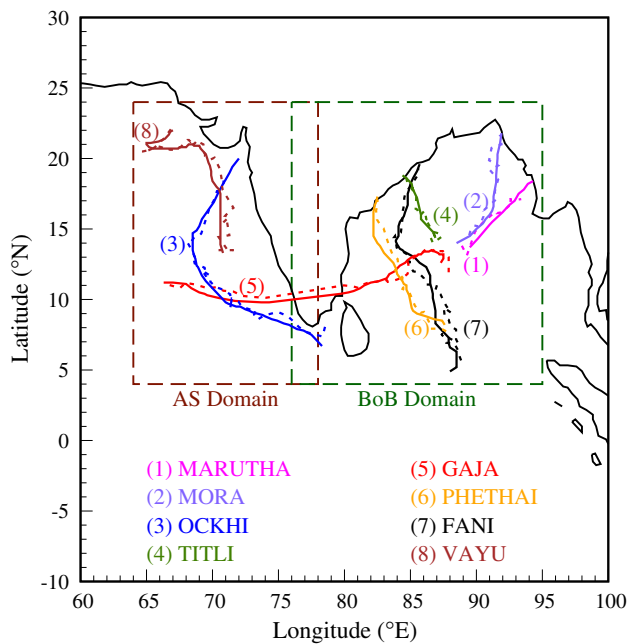 30
25
20
15
10
5
0
-5
-10
60 65 70 75 80 85 90 95 100
Latitude (°N)
Longitude (°E)
(8)
(4)
(2)
(3)
(1)
(5)
(6) (7)
AS Domain BoB Domain
(1) MARUTHA (5) GAJA
(2) MORA (6) PHETHAI
(3) OCKHI (7) FANI
(4) TITLI (8) VAYU